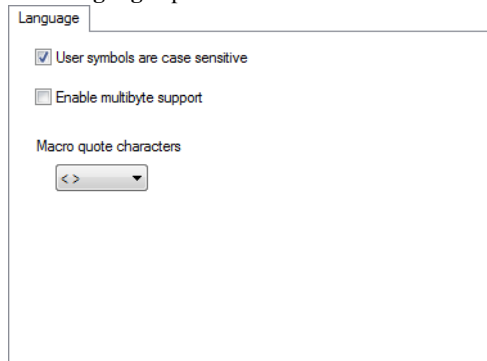 Language
User symbols are case sensitive
Enable multibyte support
Macro quote characters
< >